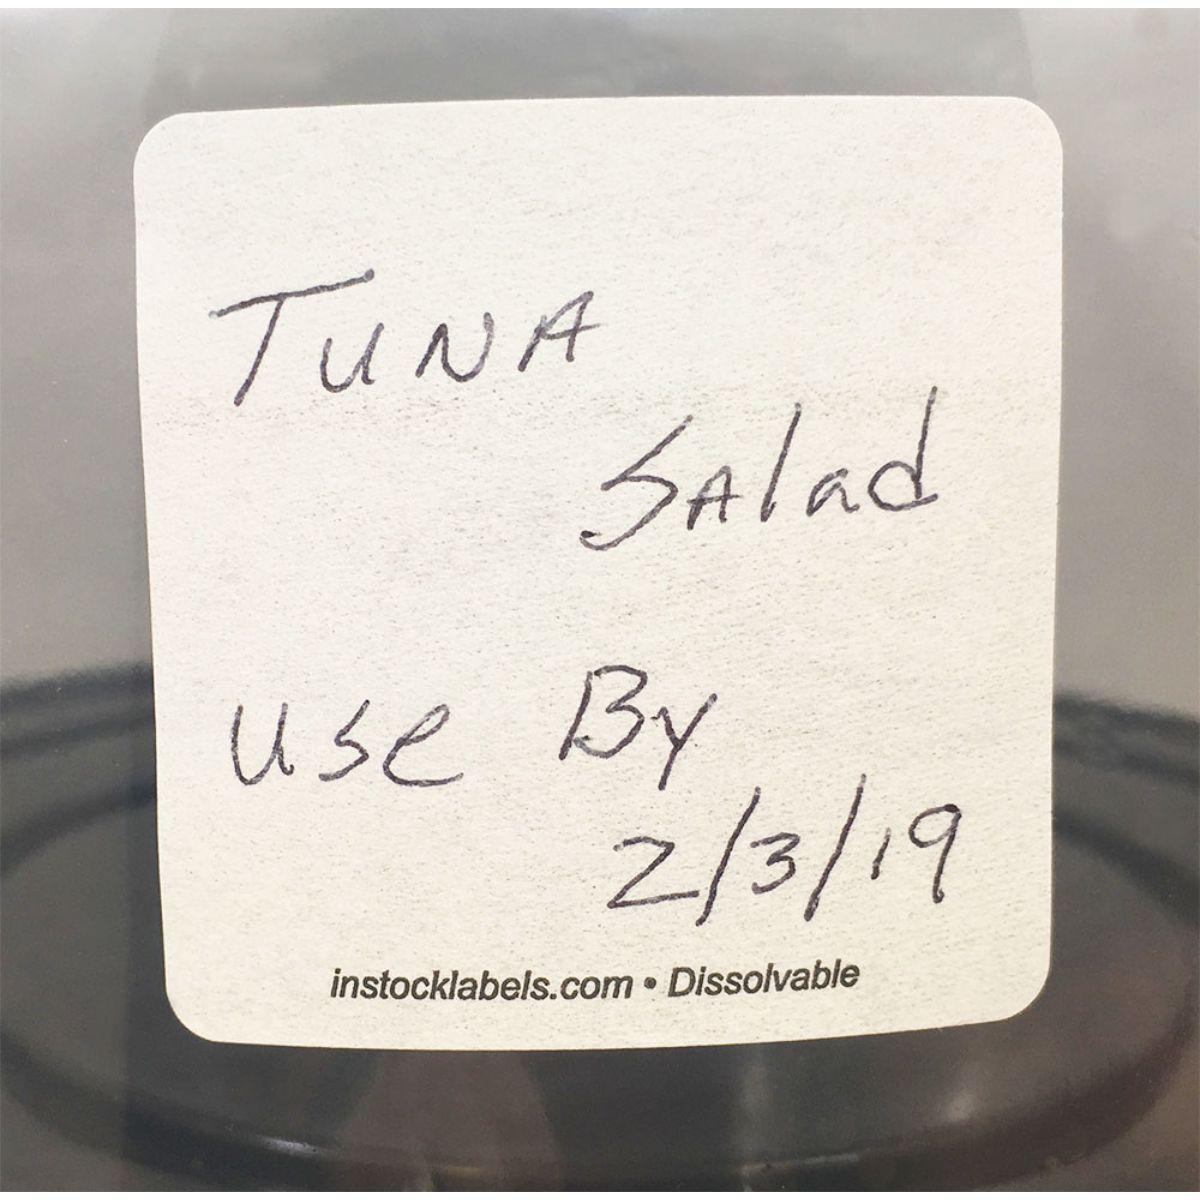 TUNA
SAlad
use By
2/3/19
instocklabels.com • Dissolvable